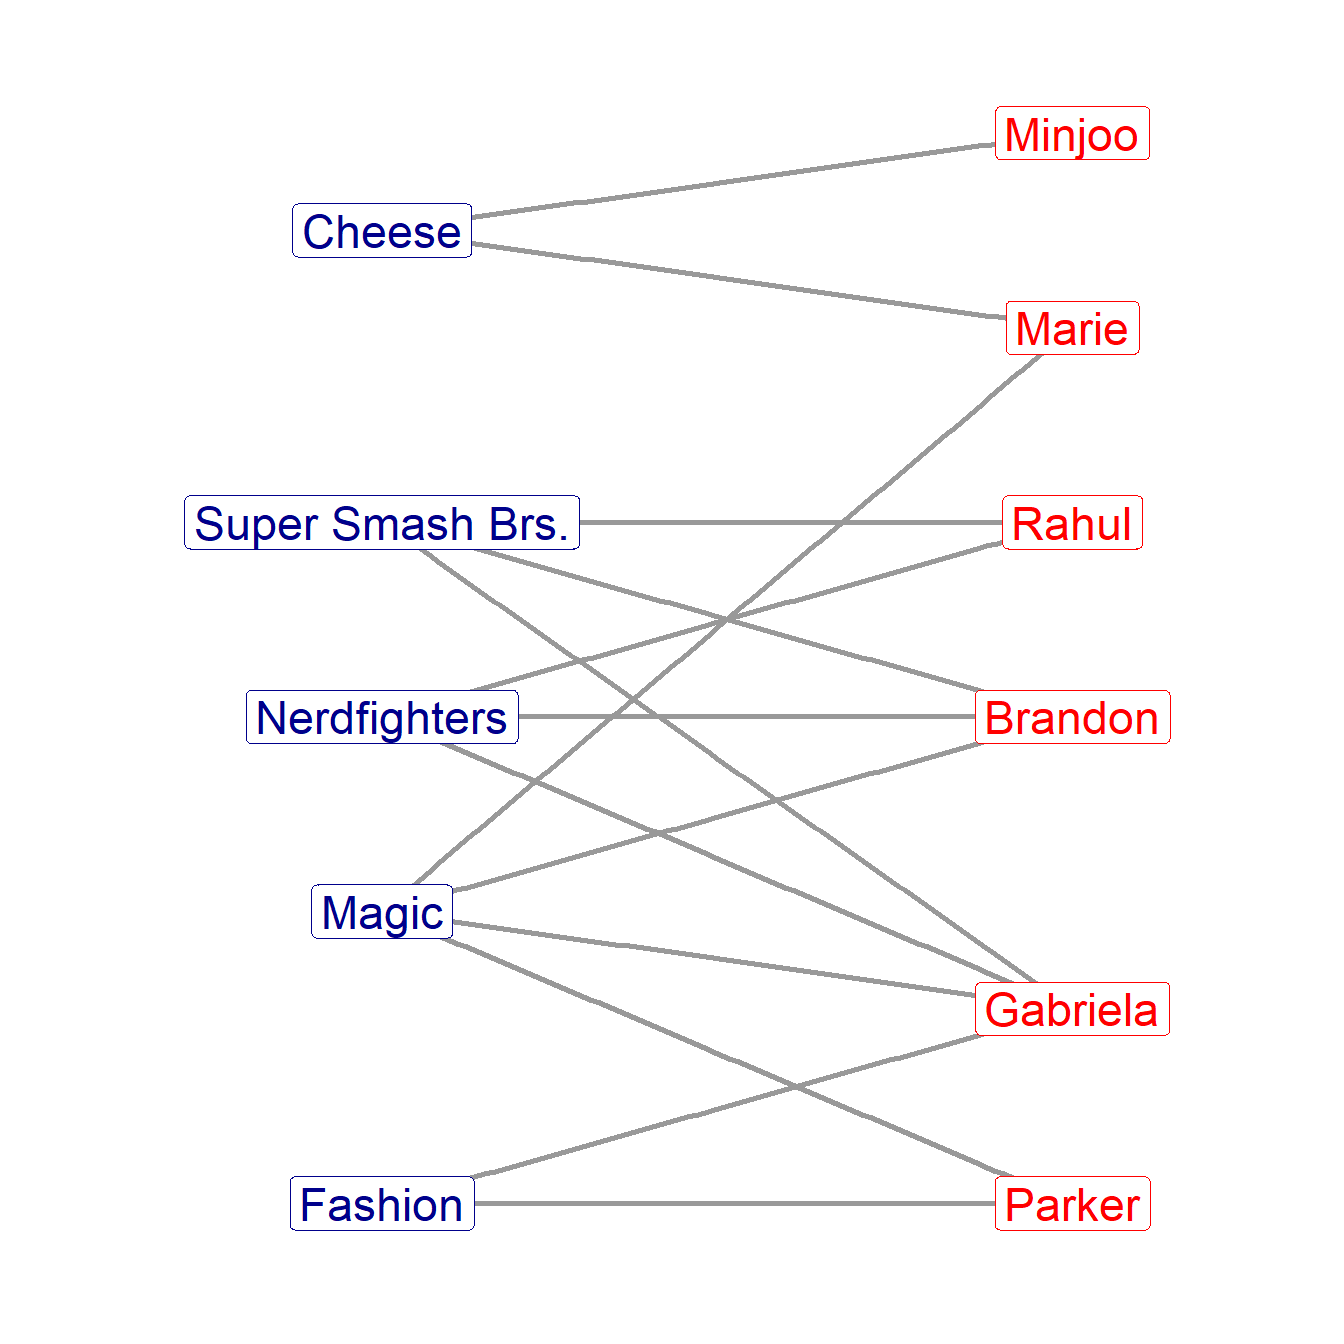 Minjoo
Cheese
Marie
Super Smash Brs.
Rahul
Nerdfighters
Brandon
Magic
Gabriela
Fashion
Parker